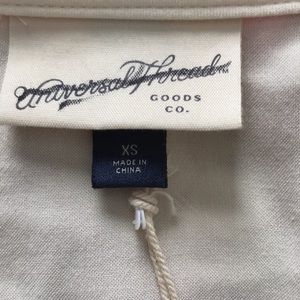 Universal Thread
GOODS
CO.
XS
MADE IN
CHINA